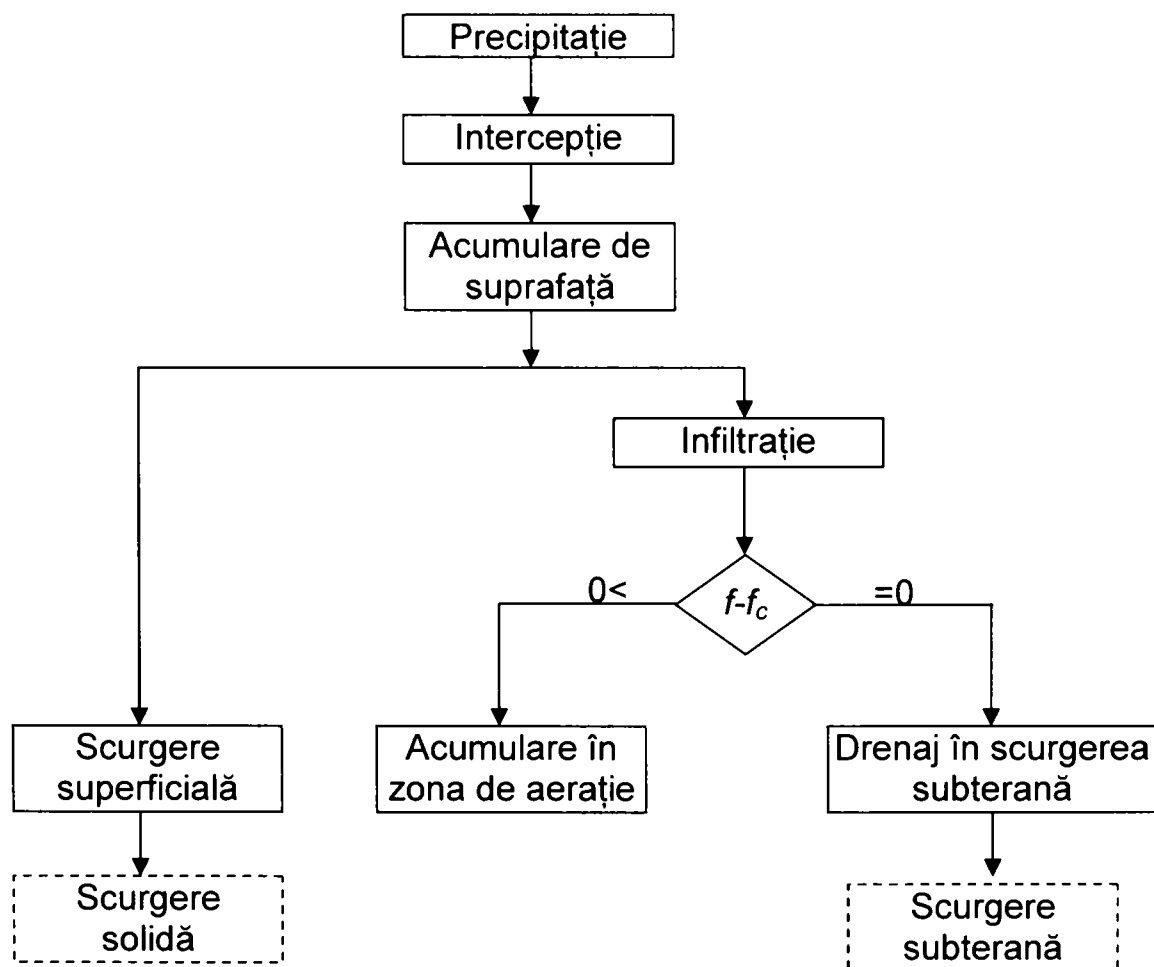 Precipitație
Intercepție
Acumulare de
suprafață
Infiltrație
0<
f-fc
=0
Scurgere
superficială
Acumulare în
zona de aerație
Drenaj în scurgerea
subterană
Scurgere
solidă
Scurgere
subterană